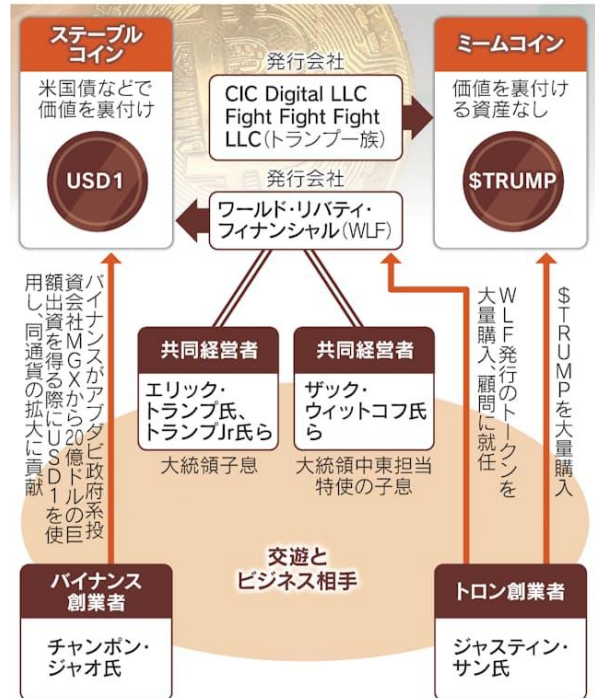 ステーブル
コイン
米国債などで
価値を裏付け
USD1
発行会社
CIC Digital LLC
Fight Fight Fight
LLC(トランプ一族)
発行会社
ワールド・リバティ・
フィナンシャル(WLF)
ミームコイン
価値を裏付け
る資産なし
$TRUMP
バイナンスがアブダビ政府系投
資会社MGXから20億ドルの巨
額出資を得る際にUSD1を使
用し、同通貨の拡大に貢献
共同経営者
エリック・
トランプ氏、
トランプJr氏ら
大統領子息
共同経営者
ザック・
ウィットコフ氏
ら
大統領中東担当
特使の子息
WLF発行のトークンを
大量購入、顧問に就任
$TRUMPを大量購入
交遊と
ビジネス相手
バイナンス
創業者
チャンポン・
ジャオ氏
トロン創業者
ジャスティン・
サン氏